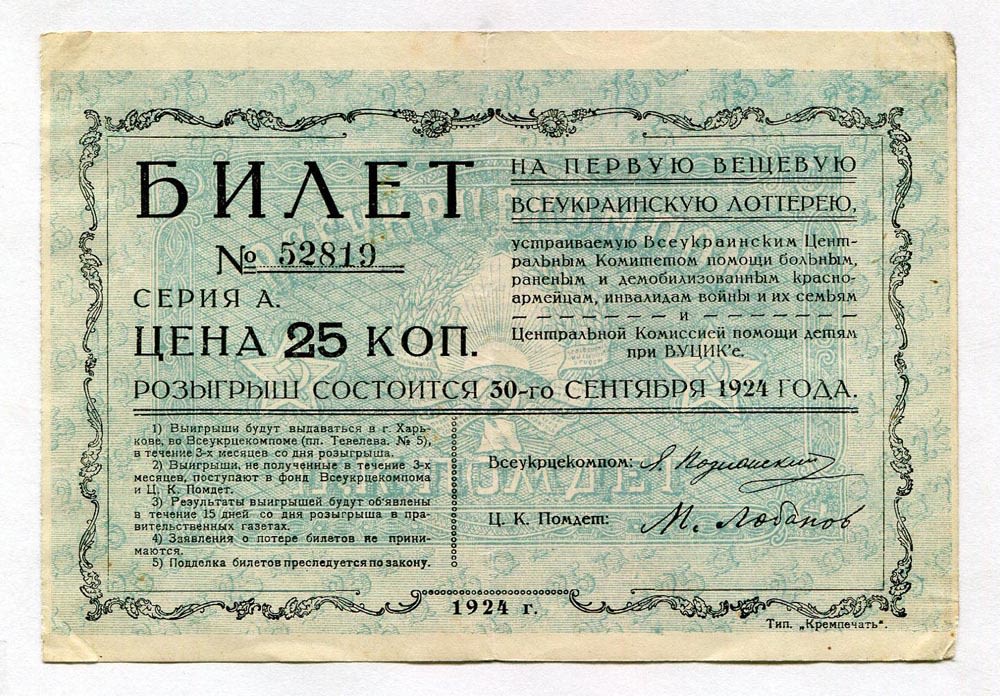 БИЛЕТ
№ 52819
СЕРИЯ А.
ЦЕНА 25 КОП.
НА ПЕРВУЮ ВЕЩЕВУЮ
ВСЕУКРАИНСКУЮ ЛОТТЕРЕЮ,
устраиваемую Всеукраинским Цент-
ральным Комитетом помощи больным,
раненым и демобилизованным красно-
армейцам, инвалидам войны и их семьям
— — — — — — — — и — — — — — — — —
Центральной Комиссией помощи детям
при ВУЦИК'е.
РОЗЫГРЫШ СОСТОИТСЯ 30-го СЕНТЯБРЯ 1924 ГОДА.
1) Выигрыши будут выдаваться в г. Харь-
кове, во Всеукрцекомпоме (пл. Тевелева, № 5),
в течение 3-х месяцев со дня розыгрыша.
2) Выигрыши, не полученные в течение 3-х
месяцев, поступают в фонд Всеукрцекомпома
и Ц. К. Помдет.
3) Результаты выигрышей будут об'явлены
в течение 15 дней со дня розыгрыша в пра-
вительственных газетах.
4) Заявления о потере билетов не прини-
маются.
5) Подделка билетов преследуется по закону.
Всеукрцекомпом:
Ц. К. Помдет: М. Лобанов
ПОМДЕТ
1924 г.
Тип. „Кремпечать".